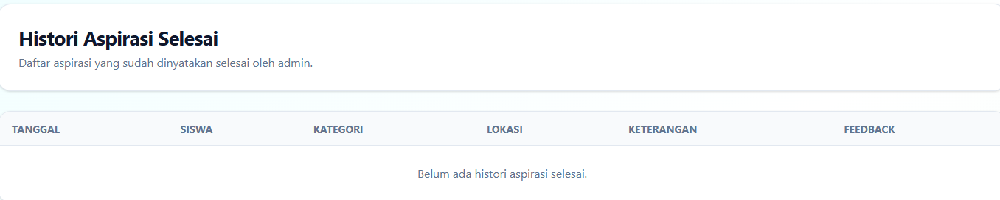 Histori Aspirasi Selesai
Daftar aspirasi yang sudah dinyatakan selesai oleh admin.
TANGGAL SISWA KATEGORI LOKASI KETERANGAN FEEDBACK
Belum ada histori aspirasi selesai.